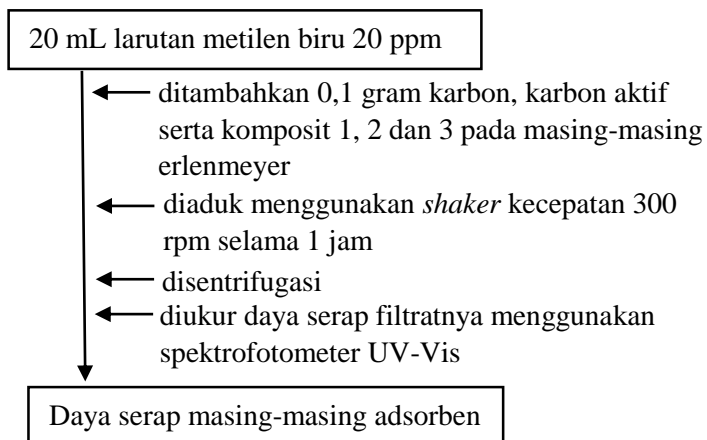 20 mL larutan metilen biru 20 ppm
ditambahkan 0,1 gram karbon, karbon aktif
serta komposit 1, 2 dan 3 pada masing-masing
erlenmeyer
diaduk menggunakan shaker kecepatan 300
rpm selama 1 jam
disentrifugasi
diukur daya serap filtratnya menggunakan
spektrofotometer UV-Vis
Daya serap masing-masing adsorben